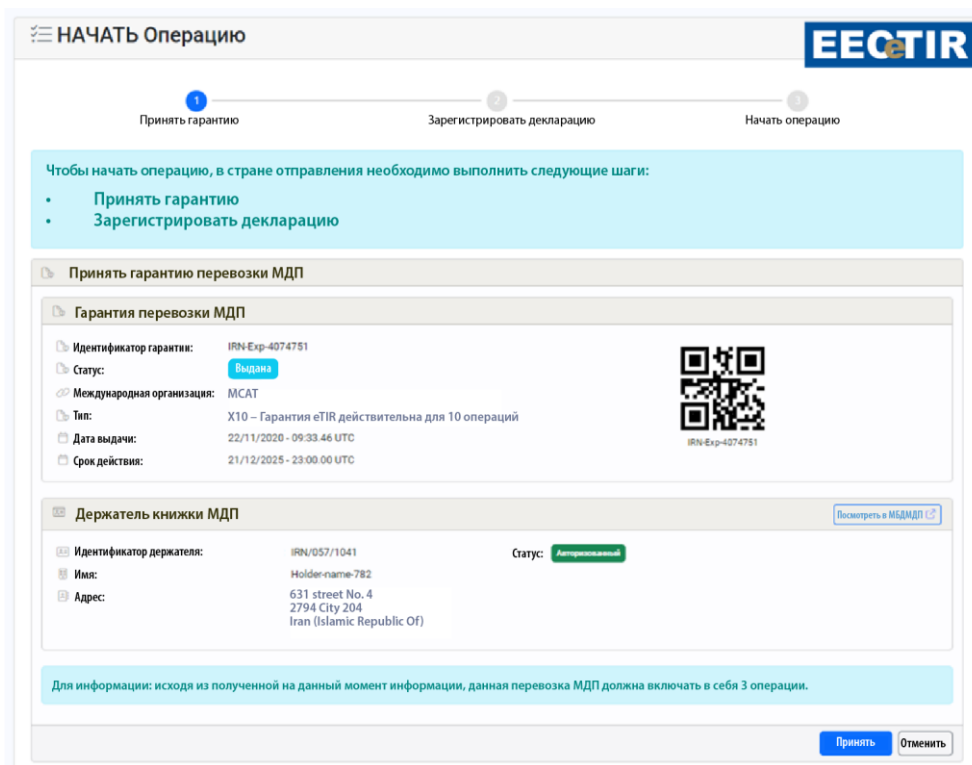 НАЧАТЬ Операцию
EEC eTIR
1
2
3
Принять гарантию
Зарегистрировать декларацию
Начать операцию
Чтобы начать операцию, в стране отправления необходимо выполнить следующие шаги:
• Принять гарантию
• Зарегистрировать декларацию
Принять гарантию перевозки МДП
Гарантия перевозки МДП
Идентификатор гарантии: IRN-Exp-4074751
Статус: Выдана
Международная организация: МСАТ
Тип: X10 – Гарантия eTIR действительна для 10 операций
Дата выдачи: 22/11/2020 - 09:33.46 UTC
Срок действия: 21/12/2025 - 23:00.00 UTC
IRN-Exp-4074751
Держатель книжки МДП
Посмотреть в МБДМДП
Идентификатор держателя: IRN/057/1041
Статус: Авторизованный
Имя: Holder-name-782
Адрес: 631 street No. 4
2794 City 204
Iran (Islamic Republic Of)
Для информации: исходя из полученной на данный момент информации, данная перевозка МДП должна включать в себя 3 операции.
Принять
Отменить